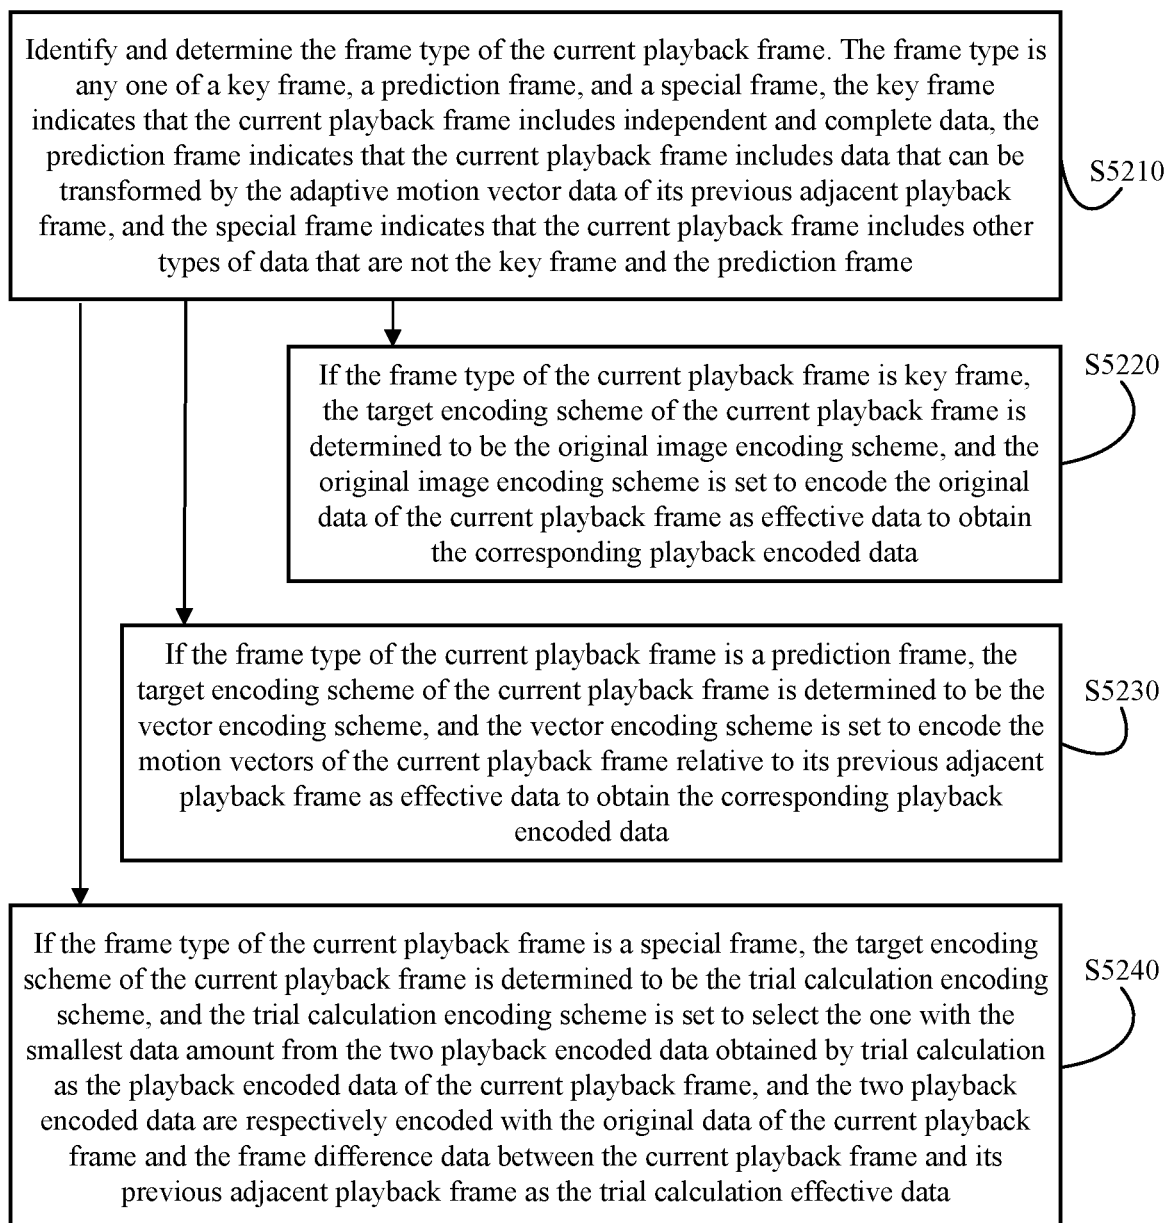 Identify and determine the frame type of the current playback frame. The frame type is
any one of a key frame, a prediction frame, and a special frame, the key frame
indicates that the current playback frame includes independent and complete data, the
prediction frame indicates that the current playback frame includes data that can be
transformed by the adaptive motion vector data of its previous adjacent playback
frame, and the special frame indicates that the current playback frame includes other
types of data that are not the key frame and the prediction frame
S5210
If the frame type of the current playback frame is key frame,
the target encoding scheme of the current playback frame is
determined to be the original image encoding scheme, and the
original image encoding scheme is set to encode the original
data of the current playback frame as effective data to obtain
the corresponding playback encoded data
S5220
If the frame type of the current playback frame is a prediction frame, the
target encoding scheme of the current playback frame is determined to be the
vector encoding scheme, and the vector encoding scheme is set to encode the
motion vectors of the current playback frame relative to its previous adjacent
playback frame as effective data to obtain the corresponding playback
encoded data
S5230
If the frame type of the current playback frame is a special frame, the target encoding
scheme of the current playback frame is determined to be the trial calculation encoding
scheme, and the trial calculation encoding scheme is set to select the one with the
smallest data amount from the two playback encoded data obtained by trial calculation
as the playback encoded data of the current playback frame, and the two playback
encoded data are respectively encoded with the original data of the current playback
frame and the frame difference data between the current playback frame and its
previous adjacent playback frame as the trial calculation effective data
S5240